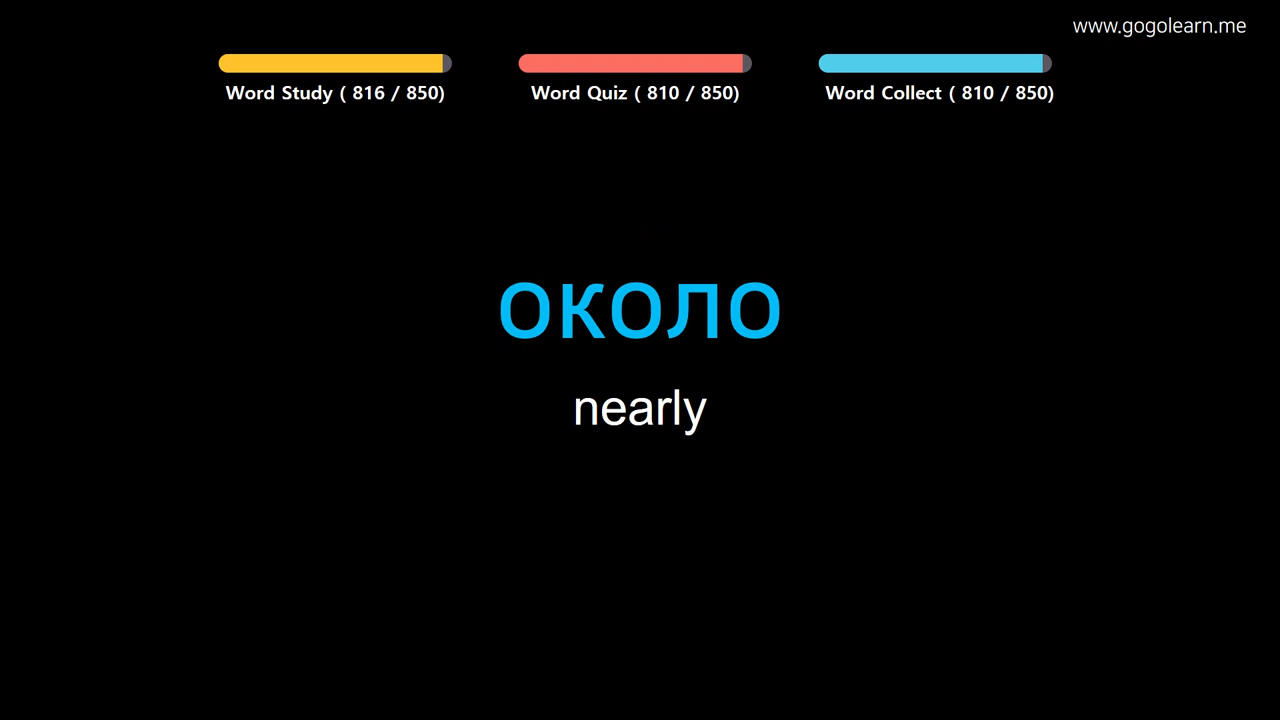 www.gogolearn.me
Word Study ( 816 / 850)
Word Quiz ( 810 / 850)
Word Collect ( 810 / 850)
около
nearly